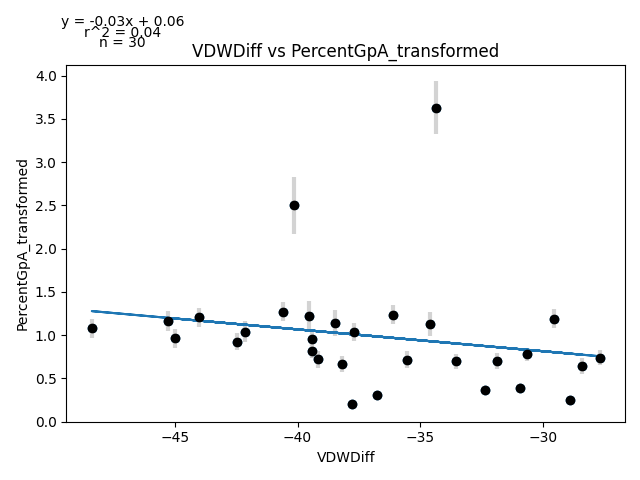 y = -0.03x + 0.06
r^2 = 0.04
n = 30
VDWDiff vs PercentGpA_transformed
4.0
3.5
3.0
2.5
2.0
1.5
1.0
0.5
0.0
PercentGpA_transformed
−45
−40
−35
−30
VDWDiff